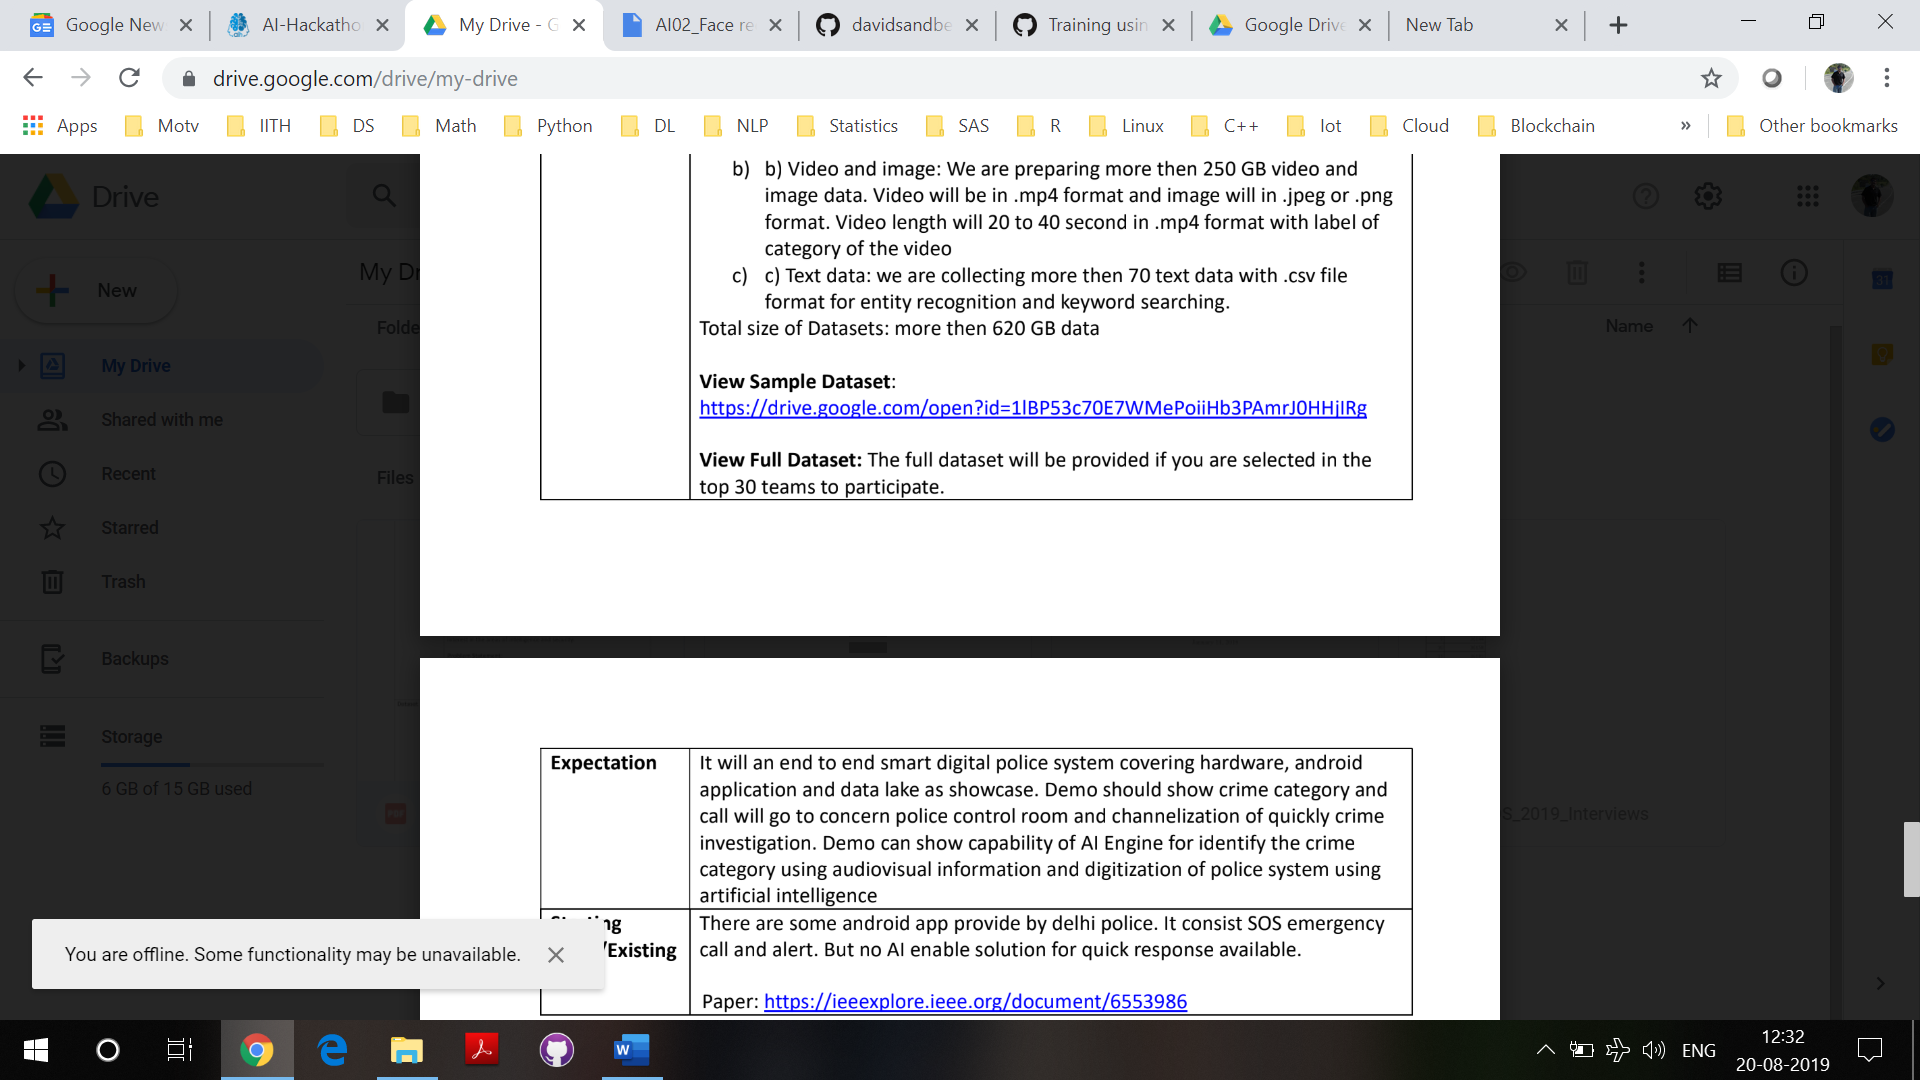 Google New
AI-Hackatho
My Drive - G
AI02_Face re
davidsandbe
Training usin
Google Drive
New Tab
drive.google.com/drive/my-drive
Apps
Motv
IITH
DS
Math
Python
DL
NLP
Statistics
SAS
R
Linux
C++
Iot
Cloud
Blockchain
»
Other bookmarks
Drive
New
My Drive
Shared with me
Recent
Starred
Trash
Backups
Storage
6 GB of 15 GB used
My Dr
Folde
Files
Name
31
S_2019_Interviews
b) b) Video and image: We are preparing more then 250 GB video and
image data. Video will be in .mp4 format and image will in .jpeg or .png
format. Video length will 20 to 40 second in .mp4 format with label of
category of the video
c) c) Text data: we are collecting more then 70 text data with .csv file
format for entity recognition and keyword searching.
Total size of Datasets: more then 620 GB data
View Sample Dataset:
https://drive.google.com/open?id=1lBP53c70E7WMePoiiHb3PAmrJ0HHjIRg
View Full Dataset: The full dataset will be provided if you are selected in the
top 30 teams to participate.
Expectation
It will an end to end smart digital police system covering hardware, android
application and data lake as showcase. Demo should show crime category and
call will go to concern police control room and channelization of quickly crime
investigation. Demo can show capability of AI Engine for identify the crime
category using audiovisual information and digitization of police system using
artificial intelligence
/Existing
There are some android app provide by delhi police. It consist SOS emergency
call and alert. But no AI enable solution for quick response available.
Paper: https://ieeexplore.ieee.org/document/6553986
You are offline. Some functionality may be unavailable.
ENG
12:32
20-08-2019